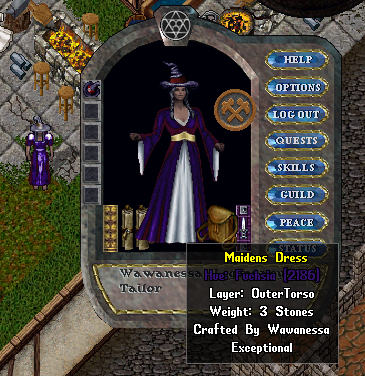 HELP
OPTIONS
LOG OUT
QUESTS
SKILLS
GUILD
PEACE
STATUS
Wawanessa
Tailor
Maidens Dress
Hue: Fuchsia (2186)
Layer: OuterTorso
Weight: 3 Stones
Crafted By Wawanessa
Exceptional